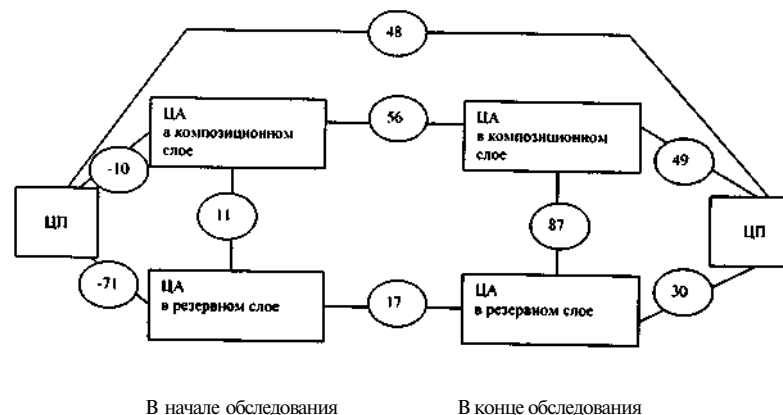 48
ЦА
в композиционном
слое
56
ЦА
в композиционном
слое
-10
49
ЦП
11
87
ЦП
-71
ЦА
в резервном слое
17
ЦА
в резервном слое
30
В начале обследования
В конце обследования